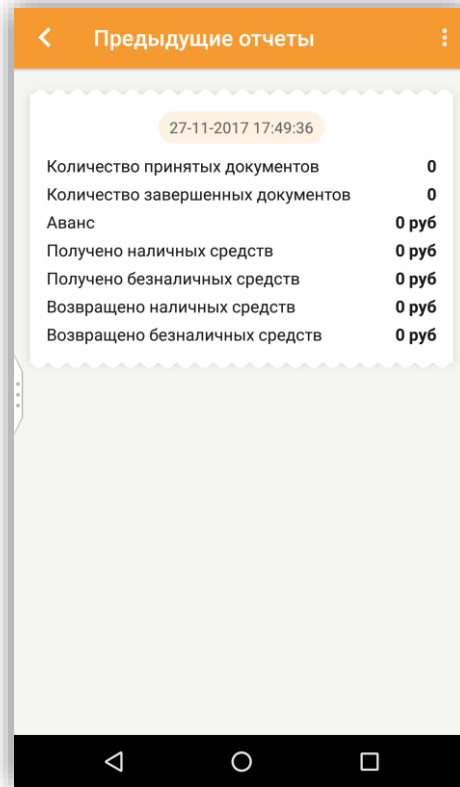 Предыдущие отчеты
27-11-2017 17:49:36
Количество принятых документов 0
Количество завершенных документов 0
Аванс 0 руб
Получено наличных средств 0 руб
Получено безналичных средств 0 руб
Возвращено наличных средств 0 руб
Возвращено безналичных средств 0 руб